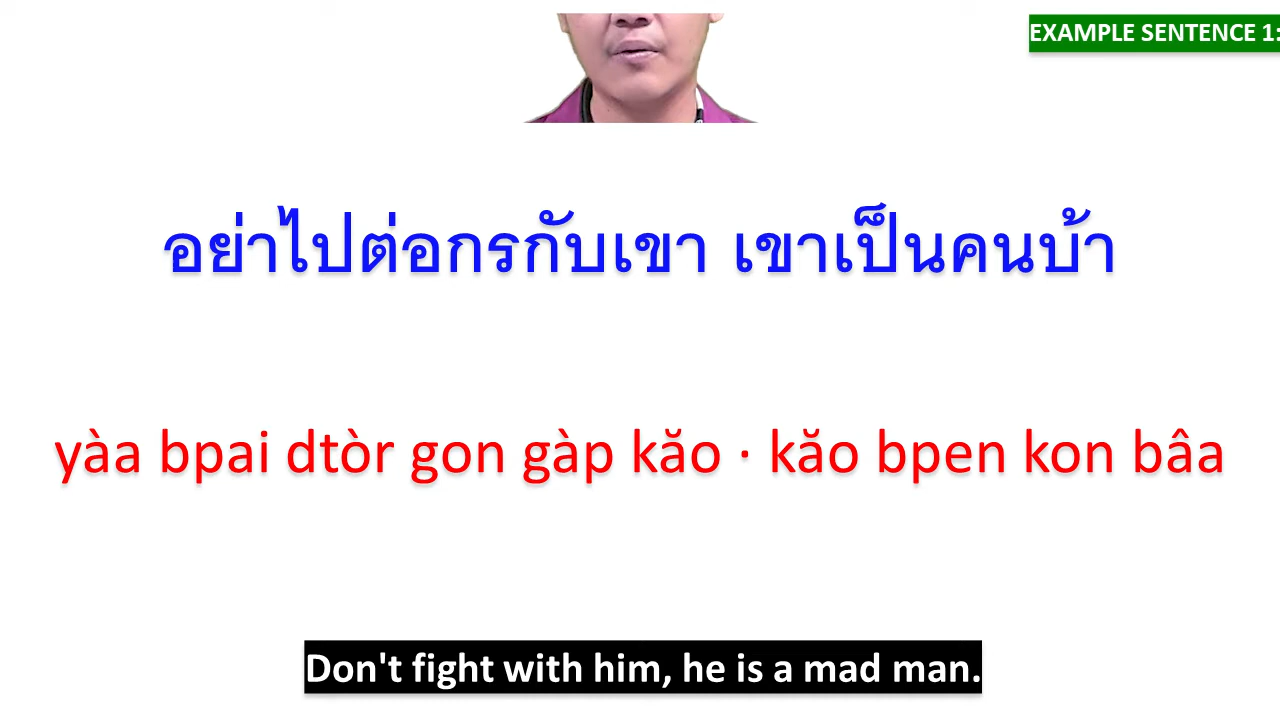 EXAMPLE SENTENCE 1:
อย่าไปต่อกรกับเขา เขาเป็นคนบ้า
yàa bpai dtòr gon gàp kăo · kăo bpen kon bâa
Don't fight with him, he is a mad man.